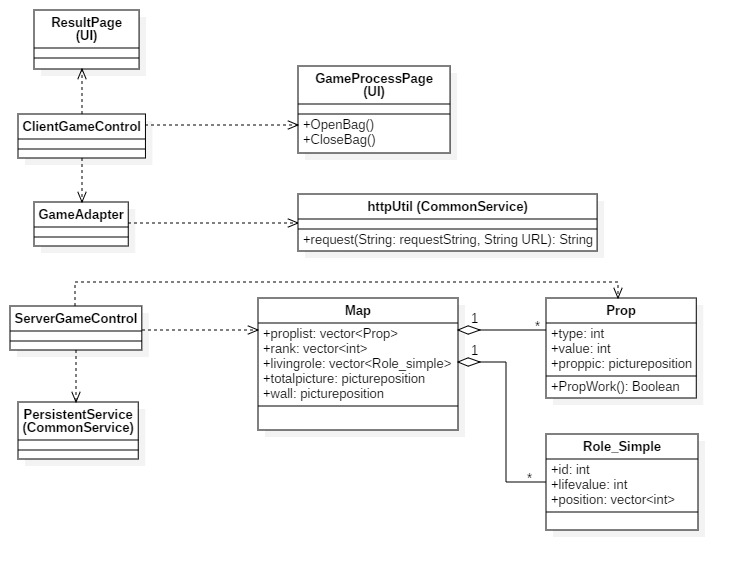 ResultPage
(UI)
GameProcessPage
(UI)
+OpenBag()
+CloseBag()
ClientGameControl
GameAdapter
httpUtil (CommonService)
+request(String: requestString, String URL): String
ServerGameControl
Map
+proplist: vector<Prop>
+rank: vector<int>
+livingrole: vector<Role_simple>
+totalpicture: pictureposition
+wall: pictureposition
1
*
1
*
Prop
+type: int
+value: int
+proppic: pictureposition
+PropWork(): Boolean
PersistentService
(CommonService)
Role_Simple
+id: int
+lifevalue: int
+position: vector<int>